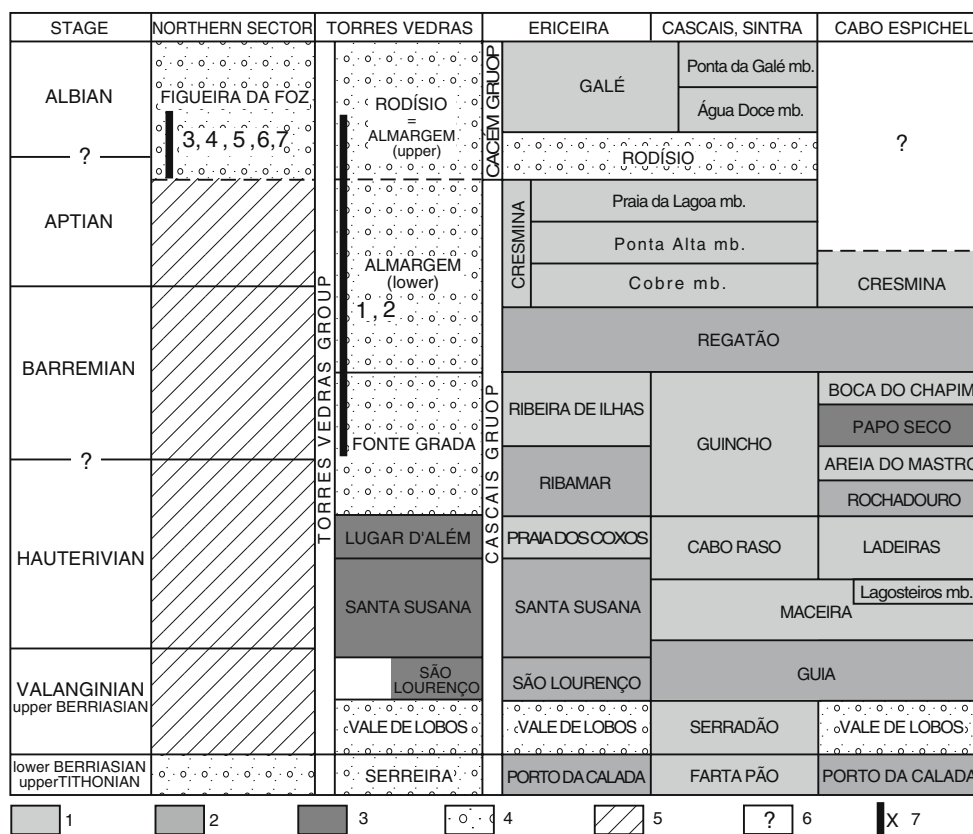 STAGE
NORTHERN SECTOR
TORRES VEDRAS
ERICEIRA
CASCAIS, SINTRA
CABO ESPICHEL
ALBIAN
?
APTIAN
BARREMIAN
?
HAUTERIVIAN
VALANGINIAN
upper BERRIASIAN
lower BERRIASIAN
upperTITHONIAN
FIGUEIRA DA FOZ
3, 4 , 5 ,6,7
TORRES VEDRAS GROUP
RODÍSIO
=
ALMARGEM
(upper)
ALMARGEM
(lower)
1 , 2
FONTE GRADA
LUGAR D'ALÉM
SANTA SUSANA
SÃO
LOURENÇO
VALE DE LOBOS
SERREIRA
CACEM GRUOP
CASCAIS GRUOP
GALÉ
Ponta da Galé mb.
Água Doce mb.
RODÍSIO
CRESMINA
Praia da Lagoa mb.
Ponta Alta mb.
Cobre mb.
REGATÃO
RIBEIRA DE ILHAS
RIBAMAR
PRAIA DOS COXOS
SANTA SUSANA
SÃO LOURENÇO
VALE DE LOBOS
PORTO DA CALADA
GUINCHO
CABO RASO
MACEIRA
Lagosteiros mb.
GUIA
SERRADÃO
FARTA PÃO
?
CRESMINA
BOCA DO CHAPIM
PAPO SECO
AREIA DO MASTRO
ROCHADOURO
LADEIRAS
VALE DE LOBOS
PORTO DA CALADA
1
2
3
4
5
? 6
X 7